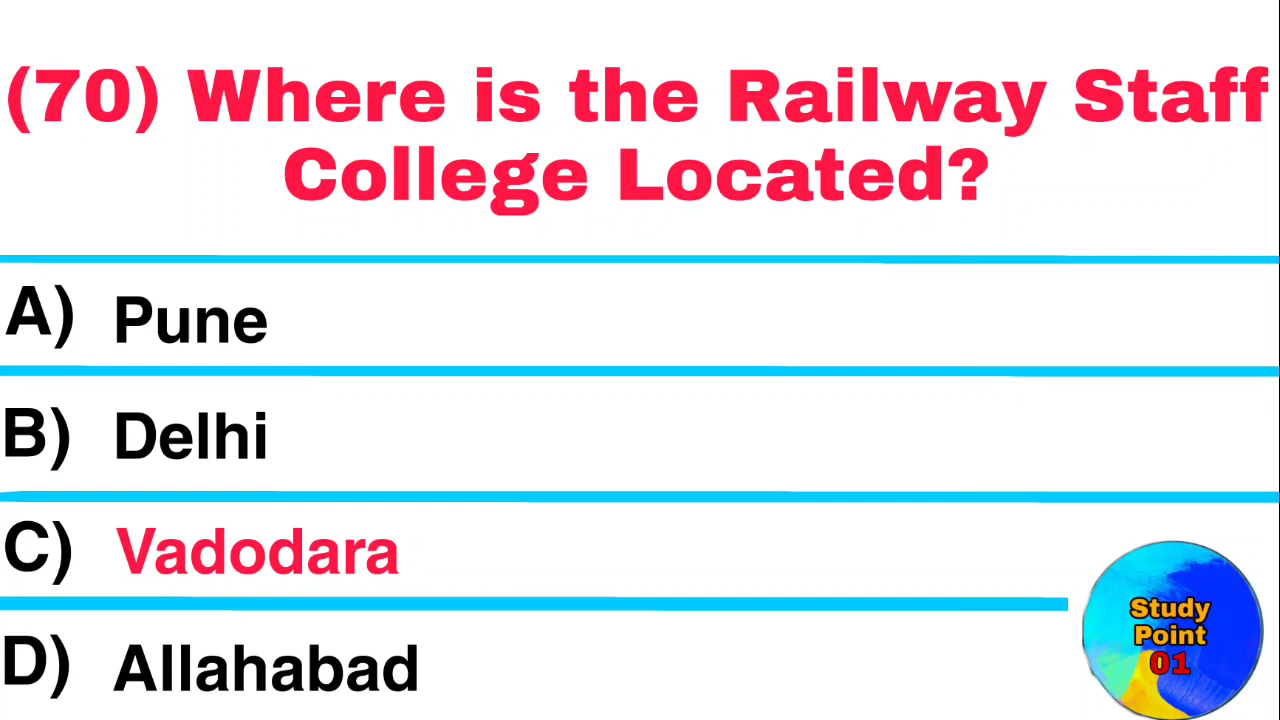 (70) Where is the Railway Staff
College Located?
A) Pune
B) Delhi
C) Vadodara
D) Allahabad
Study
Point
01